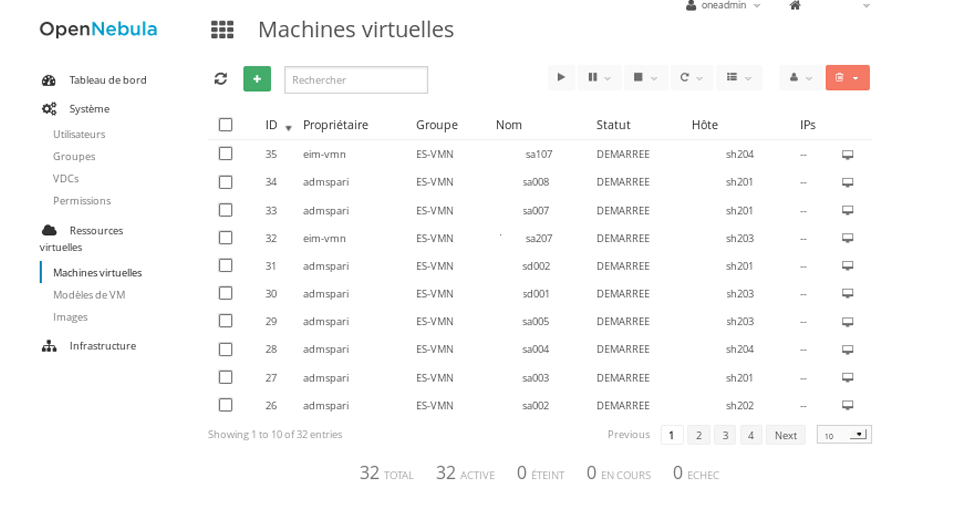 oneadmin
OpenNebula
Machines virtuelles
Tableau de bord
Système
Utilisateurs
Groupes
VDCs
Permissions
Ressources
virtuelles
Machines virtuelles
Modèles de VM
Images
Infrastructure
Rechercher
ID Propriétaire Groupe Nom Statut Hôte IPs
35 eim-vmn ES-VMN sa107 DEMARREE sh204 --
34 admspari ES-VMN sa008 DEMARREE sh201 --
33 admspari ES-VMN sa007 DEMARREE sh201 --
32 eim-vmn ES-VMN sa207 DEMARREE sh203 --
31 admspari ES-VMN sd002 DEMARREE sh201 --
30 admspari ES-VMN sd001 DEMARREE sh203 --
29 admspari ES-VMN sa005 DEMARREE sh203 --
28 admspari ES-VMN sa004 DEMARREE sh204 --
27 admspari ES-VMN sa003 DEMARREE sh201 --
26 admspari ES-VMN sa002 DEMARREE sh202 --
Showing 1 to 10 of 32 entries Previous 1 2 3 4 Next 10
32 TOTAL 32 ACTIVE 0 ÉTEINT 0 EN COURS 0 ECHEC